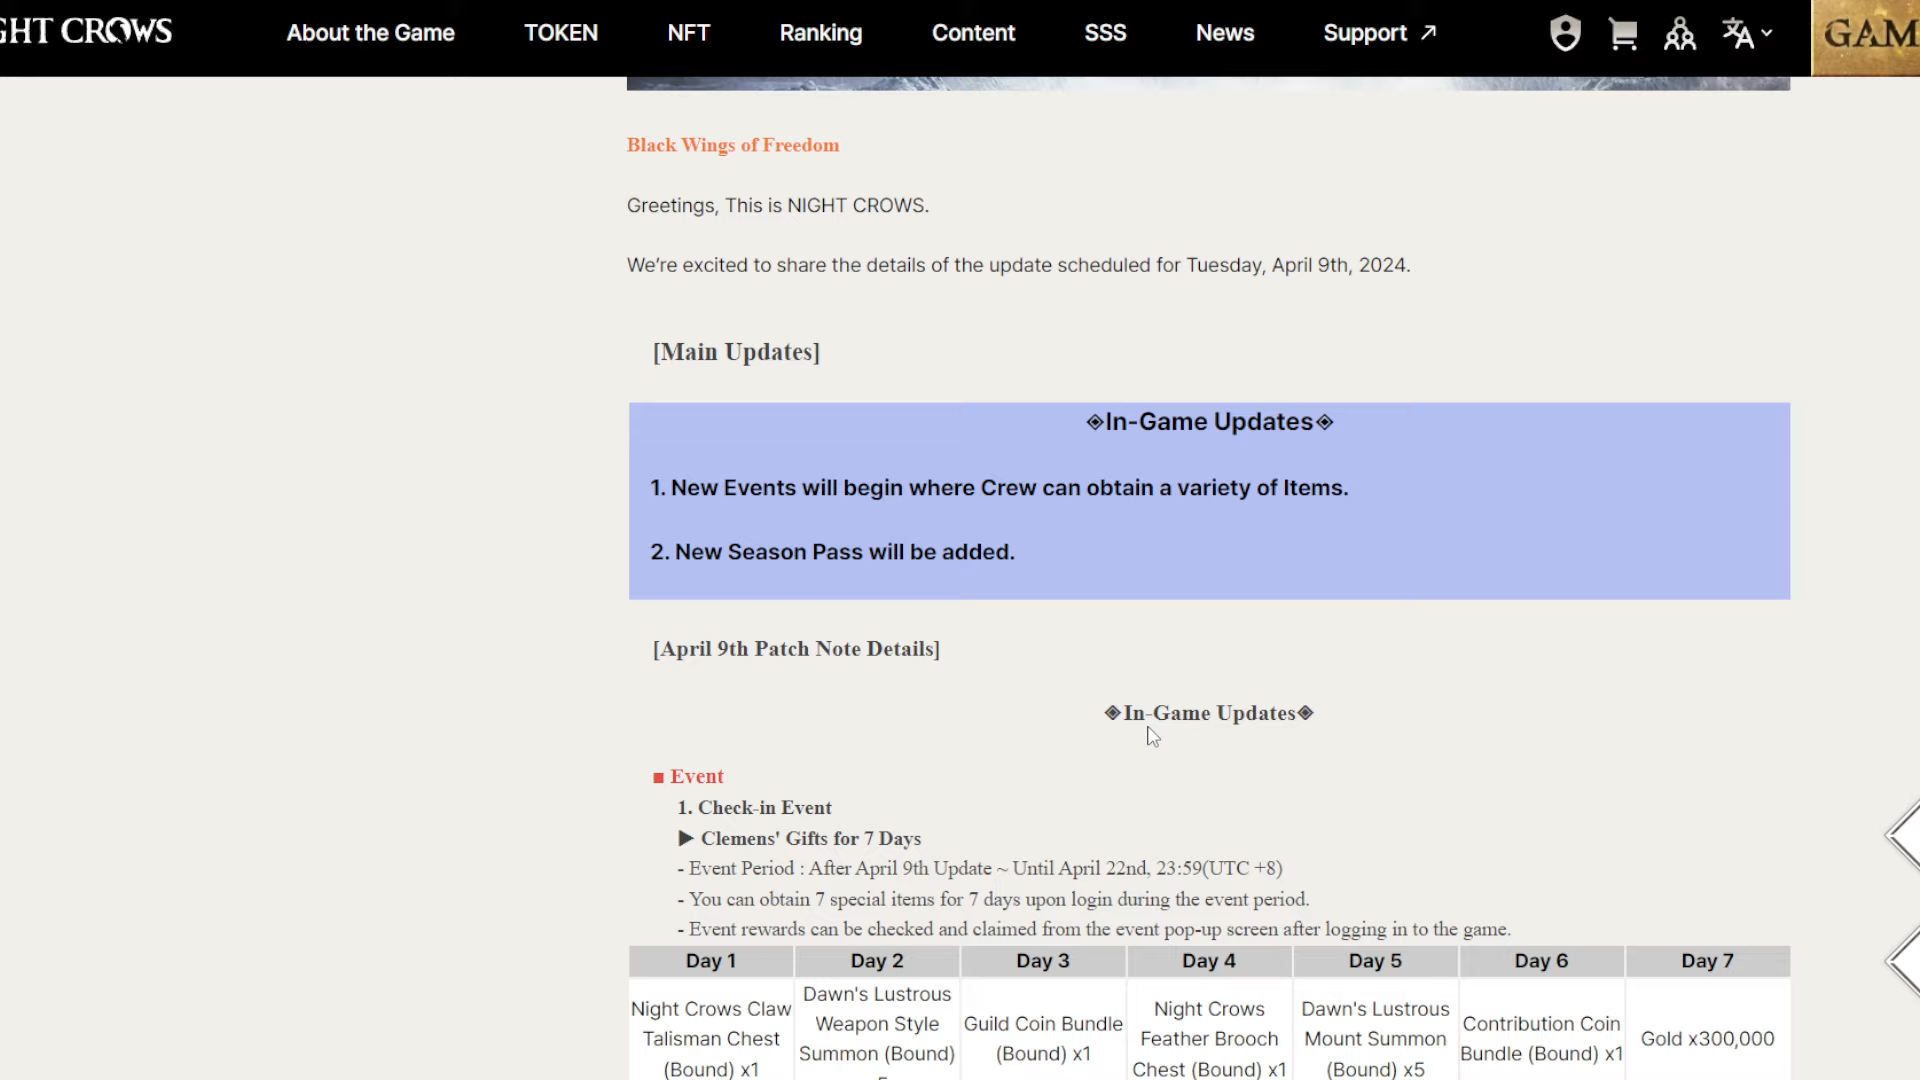 GHT CROWS
About the Game
TOKEN
NFT
Ranking
Content
SSS
News
Support
GAM
Black Wings of Freedom
Greetings, This is NIGHT CROWS.
We're excited to share the details of the update scheduled for Tuesday, April 9th, 2024.
[Main Updates]
◈In-Game Updates◈
1. New Events will begin where Crew can obtain a variety of Items.
2. New Season Pass will be added.
[April 9th Patch Note Details]
◈In-Game Updates◈
■ Event
1. Check-in Event
▶ Clemens' Gifts for 7 Days
- Event Period : After April 9th Update ~ Until April 22nd, 23:59(UTC +8)
- You can obtain 7 special items for 7 days upon login during the event period.
- Event rewards can be checked and claimed from the event pop-up screen after logging in to the game.
Day 1
Day 2
Day 3
Day 4
Day 5
Day 6
Day 7
Night Crows Claw
Talisman Chest
(Bound) x1
Dawn's Lustrous
Weapon Style
Summon (Bound)
Guild Coin Bundle
(Bound) x1
Night Crows
Feather Brooch
Chest (Bound) x1
Dawn's Lustrous
Mount Summon
(Bound) x5
Contribution Coin
Bundle (Bound) x1
Gold x300,000